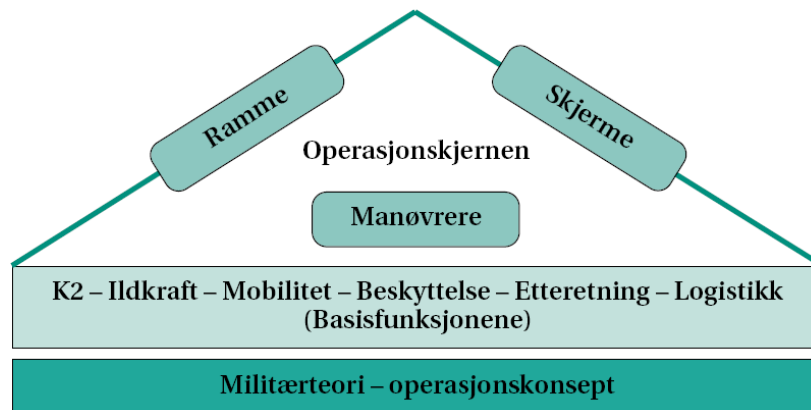 Ramme
Skjerme
Operasjonskjernen
Manøvrere
K2 – Ildkraft – Mobilitet – Beskyttelse – Etteretning – Logistikk
(Basisfunksjonene)
Militærteori – operasjonskonsept